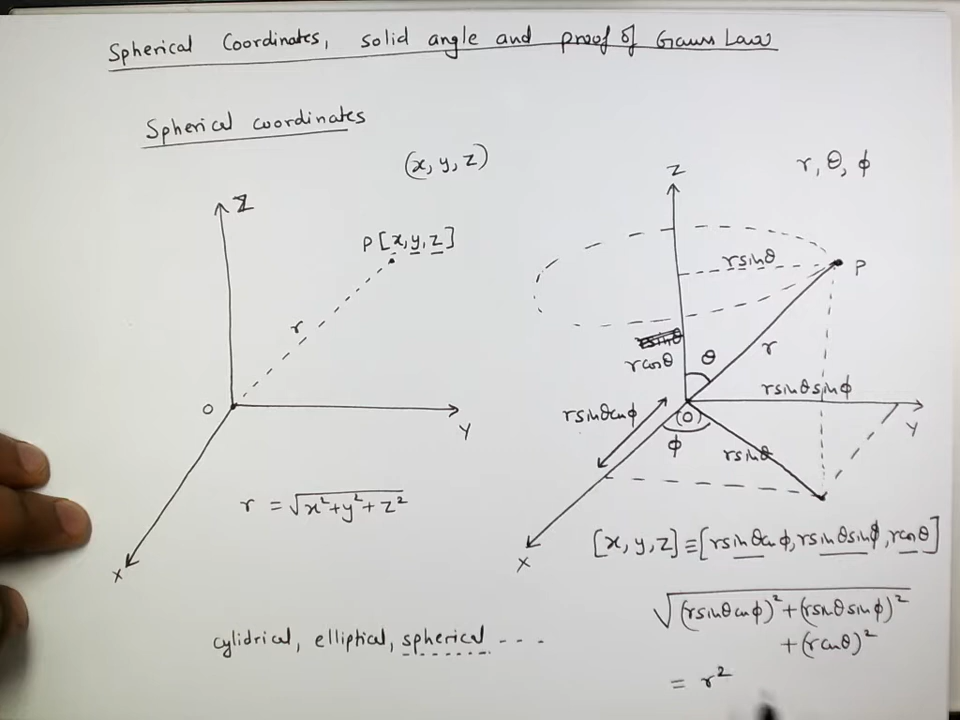 Spherical Coordinates, solid angle and proof of Gauss Law
Spherical coordinates
(x, y, z)
Z
P[x,y,z]
r
O
Y
X
r = √x²+y²+z²
cylidrical, elliptical, spherical - - -
r, θ, φ
Z
rsinθ
P
rcosθ
θ
r
rsinθcosφ
rsinθsinφ
(O)
φ
rsinθ
Y
X
[x, y, z] ≡ [rsinθcosφ, rsinθsinφ, rcosθ]
√(rsinθcosφ)²+(rsinθsinφ)²
+(rcosθ)²
= r²